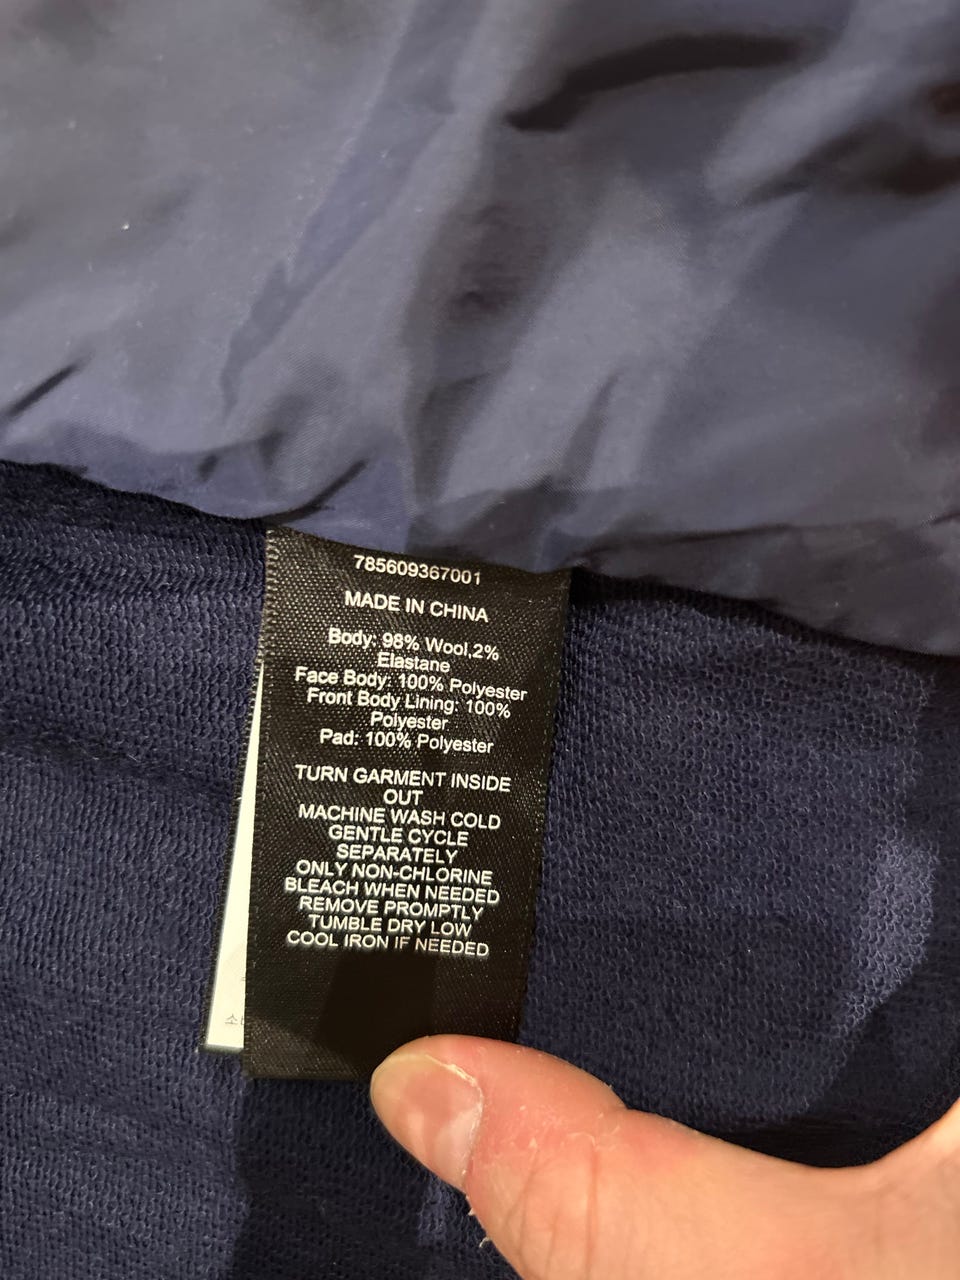 785609367001
MADE IN CHINA
Body: 98% Wool,2%
Elastane
Face Body: 100% Polyester
Front Body Lining: 100%
Polyester
Pad: 100% Polyester
TURN GARMENT INSIDE
OUT
MACHINE WASH COLD
GENTLE CYCLE
SEPARATELY
ONLY NON-CHLORINE
BLEACH WHEN NEEDED
REMOVE PROMPTLY
TUMBLE DRY LOW
COOL IRON IF NEEDED